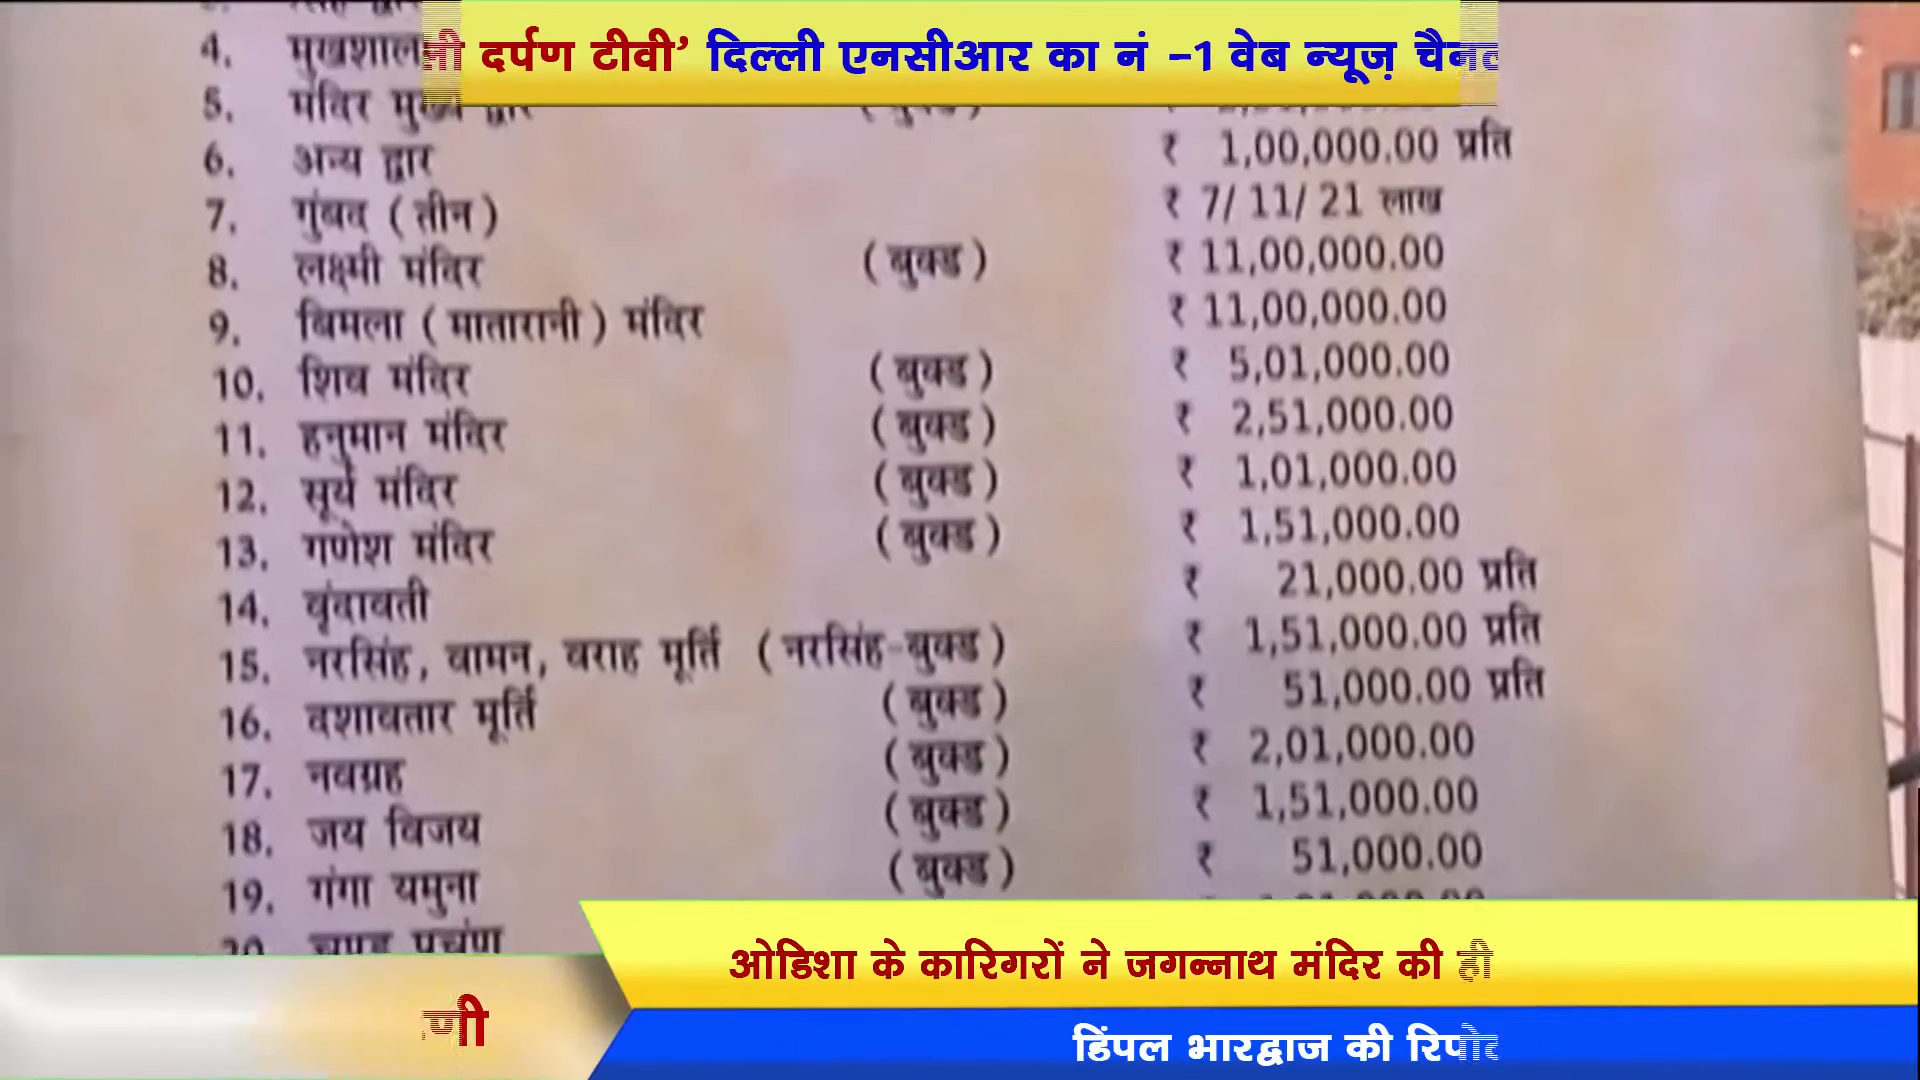 ली दर्पण टीवी’ दिल्ली एनसीआर का नं -1 वेब न्यूज़ चैनल
4. मुखशाल
5. मंदिर मुख्य द्वार (बुक्ड)
6. अन्य द्वार ₹ 1,00,000.00 प्रति
7. गुंबद (तीन) ₹ 7/ 11/ 21 लाख
8. लक्ष्मी मंदिर (बुक्ड) ₹ 11,00,000.00
9. बिमला (मातारानी) मंदिर ₹ 11,00,000.00
10. शिव मंदिर (बुक्ड) ₹ 5,01,000.00
11. हनुमान मंदिर (बुक्ड) ₹ 2,51,000.00
12. सूर्य मंदिर (बुक्ड) ₹ 1,01,000.00
13. गणेश मंदिर (बुक्ड) ₹ 1,51,000.00
14. वृंदावती ₹ 21,000.00 प्रति
15. नरसिंह, वामन, वराह मूर्ति (नरसिंह-बुक्ड) ₹ 1,51,000.00 प्रति
16. दशावतार मूर्ति (बुक्ड) ₹ 51,000.00 प्रति
17. नवग्रह (बुक्ड) ₹ 2,01,000.00
18. जय विजय (बुक्ड) ₹ 1,51,000.00
19. गंगा यमुना (बुक्ड) ₹ 51,000.00
20.
ओडिशा के कारिगरों ने जगन्नाथ मंदिर की ही
णी
डिंपल भारद्वाज की रिपोट